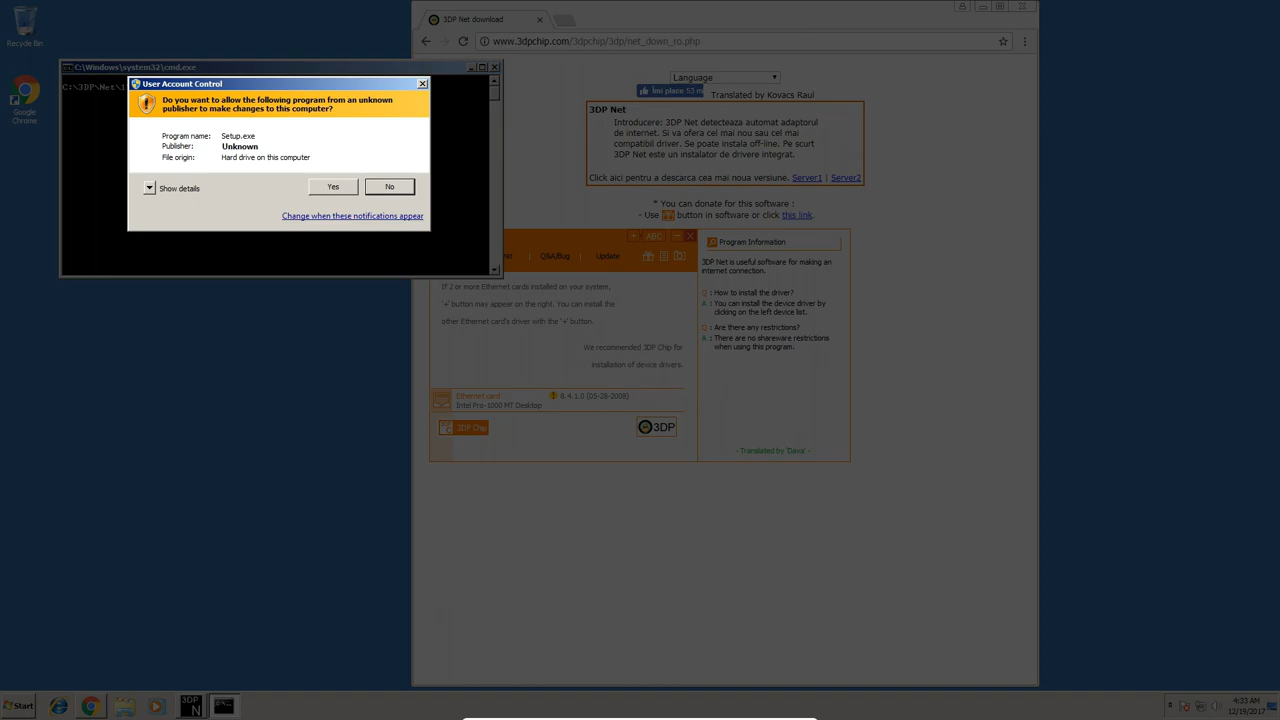 Recycle Bin
Google
Chrome
3DP Net download
www.3dpchip.com/3dpchip/3dp/net_down_ro.php
C:\Windows\system32\cmd.exe
C:\3DP\Net\i
User Account Control
Do you want to allow the following program from an unknown
publisher to make changes to this computer?
Program name: Setup.exe
Publisher: Unknown
File origin: Hard drive on this computer
Show details
Yes
No
Change when these notifications appear
Language
Îmi place 53 m
Translated by Kovacs Raul
3DP Net
Introducere: 3DP Net detecteaza automat adaptorul
de internet. Si va ofera cel mai nou sau cel mai
compatibil driver. Se poate instala off-line. Pe scurt
3DP Net este un instalator de drivere integrat.
Click aici pentru a descarca cea mai noua versiune. Server1 | Server2
* You can donate for this software :
- Use button in software or click this link.
ABC
Q&A/Bug
Update
If 2 or more Ethernet cards installed on your system,
'+' button may appear on the right. You can install the
other Ethernet card's driver with the '+' button.
We recommended 3DP Chip for
installation of device drivers.
Ethernet card
8.4.1.0 (05-28-2008)
Intel Pro-1000 MT Desktop
3DP Chip
3DP
Program Information
3DP Net is useful software for making an
internet connection.
Q : How to install the driver?
A : You can install the device driver by
clicking on the left device list.
Q : Are there any restrictions?
A : There are no shareware restrictions
when using this program.
- Translated by 'Dava' -
Start
3DP
N
4:33 AM
12/19/2017